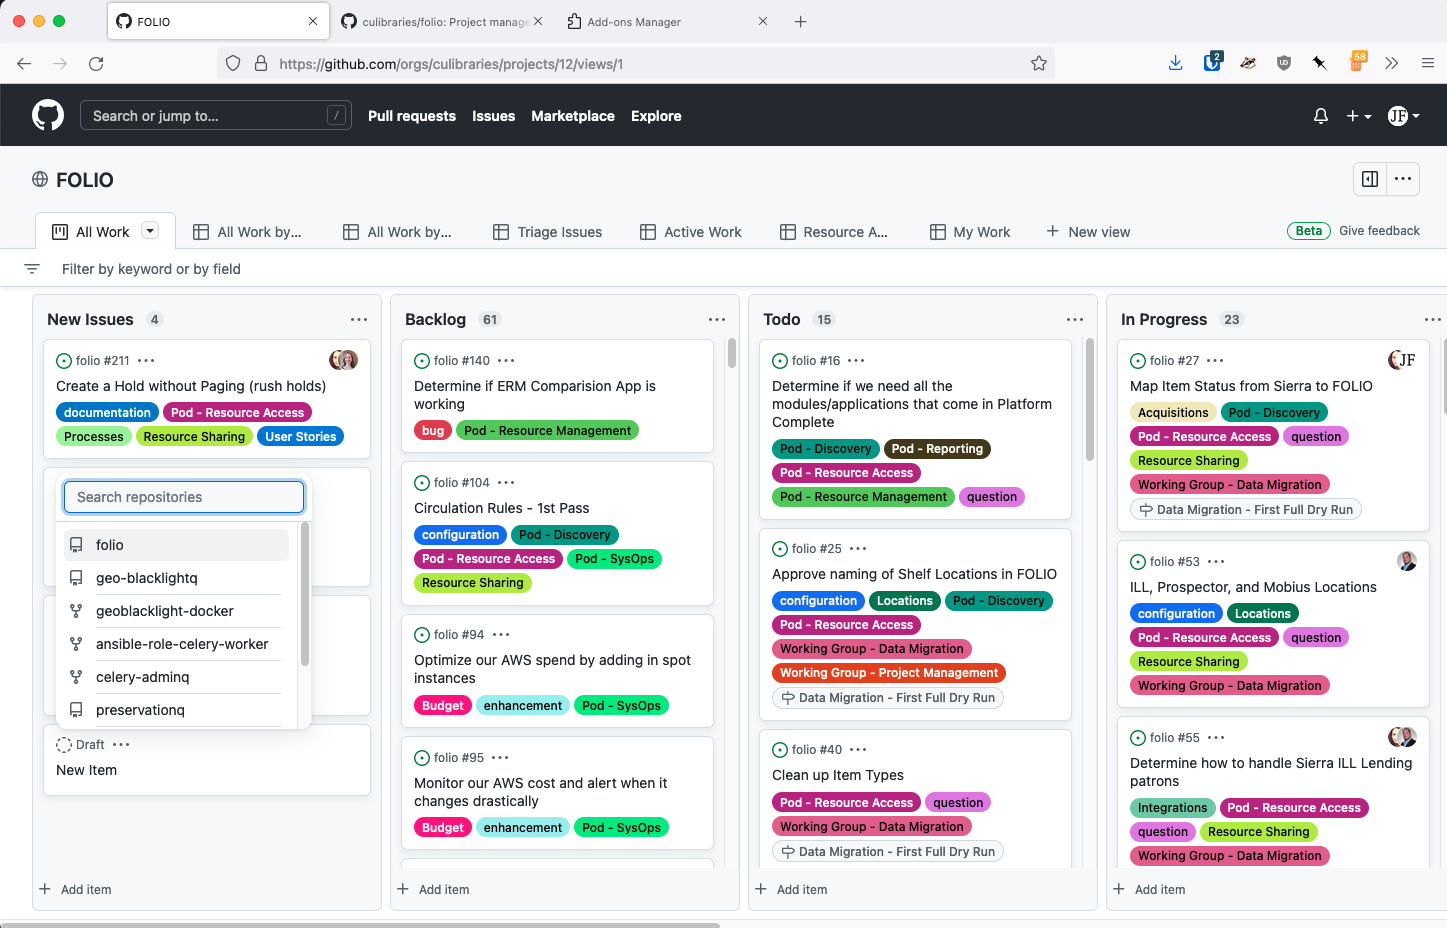 FOLIO
culibraries/folio: Project manage
Add-ons Manager
https://github.com/orgs/culibraries/projects/12/views/1
2
58
Search or jump to...
/
Pull requests
Issues
Marketplace
Explore
JF
FOLIO
All Work
All Work by...
All Work by...
Triage Issues
Active Work
Resource A...
My Work
New view
Beta
Give feedback
Filter by keyword or by field
New Issues 4
folio #211
Create a Hold without Paging (rush holds)
documentation Pod - Resource Access
Processes Resource Sharing User Stories
Search repositories
folio
geo-blacklightq
geoblacklight-docker
ansible-role-celery-worker
celery-adminq
preservationq
Draft
New Item
Add item
Backlog 61
folio #140
Determine if ERM Comparision App is
working
bug Pod - Resource Management
folio #104
Circulation Rules - 1st Pass
configuration Pod - Discovery
Pod - Resource Access Pod - SysOps
Resource Sharing
folio #94
Optimize our AWS spend by adding in spot
instances
Budget enhancement Pod - SysOps
folio #95
Monitor our AWS cost and alert when it
changes drastically
Budget enhancement Pod - SysOps
Add item
Todo 15
folio #16
Determine if we need all the
modules/applications that come in Platform
Complete
Pod - Discovery Pod - Reporting
Pod - Resource Access
Pod - Resource Management question
folio #25
Approve naming of Shelf Locations in FOLIO
configuration Locations Pod - Discovery
Pod - Resource Access
Working Group - Data Migration
Working Group - Project Management
Data Migration - First Full Dry Run
folio #40
Clean up Item Types
Pod - Resource Access question
Working Group - Data Migration
Data Migration - First Full Dry Run
Add item
In Progress 23
folio #27
JF
Map Item Status from Sierra to FOLIO
Acquisitions Pod - Discovery
Pod - Resource Access question
Resource Sharing
Working Group - Data Migration
Data Migration - First Full Dry Run
folio #53
ILL, Prospector, and Mobius Locations
configuration Locations
Pod - Resource Access question
Resource Sharing
Working Group - Data Migration
folio #55
Determine how to handle Sierra ILL Lending
patrons
Integrations Pod - Resource Access
question Resource Sharing
Working Group - Data Migration
Add item